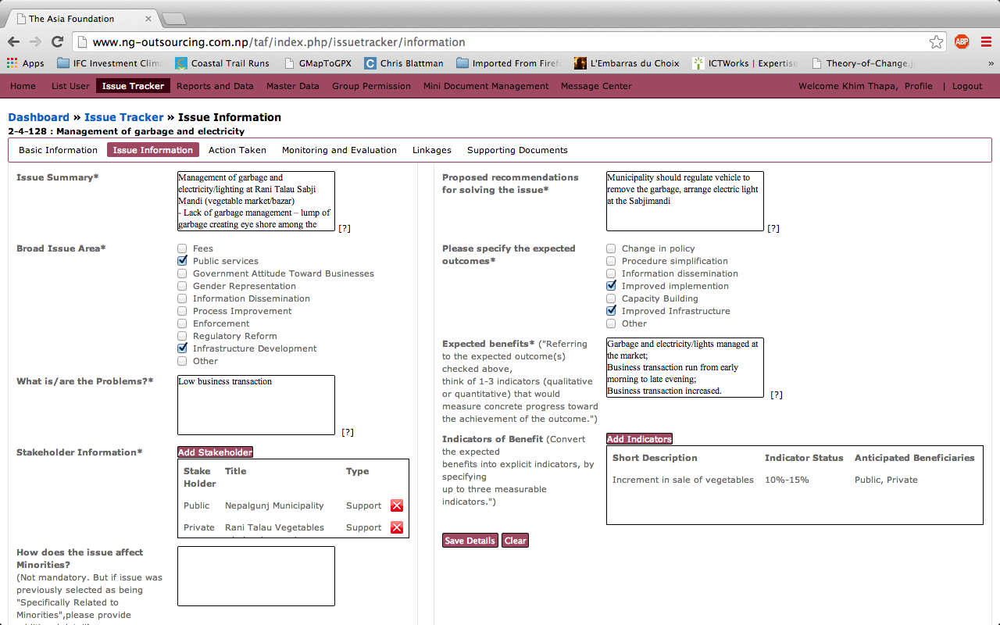 The Asia Foundation
www.ng-outsourcing.com.np/taf/index.php/issuetracker/information
ABP
Apps IFC Investment Clima Coastal Trail Runs GMapToGPX Chris Blattman Imported From Firef L'Embarras du Choix ICTWorks | Expertise Theory-of-Change.j »
Home List User Issue Tracker Reports and Data Master Data Group Permission Mini Document Management Message Center Welcome Khim Thapa, Profile | Logout
Dashboard » Issue Tracker » Issue Information
2-4-128 : Management of garbage and electricity
Basic Information Issue Information Action Taken Monitoring and Evaluation Linkages Supporting Documents
Issue Summary*
Management of garbage and
electricity/lighting at Rani Talau Sabji
Mandi (vegetable market/bazar)
- Lack of garbage management – lump of
garbage creating eye shore among the
[?]
Broad Issue Area*
Fees
Public services
Government Attitude Toward Businesses
Gender Representation
Information Dissemination
Process Improvement
Enforcement
Regulatory Reform
Infrastructure Development
Other
What is/are the Problems?*
Low business transaction
[?]
Stakeholder Information*
Add Stakeholder
Stake Title Type
Holder
Public Nepalgunj Municipality Support
Private Rani Talau Vegetables Support
How does the issue affect
Minorities?
(Not mandatory. But if issue was
previously selected as being
"Specifically Related to
Minorities",please provide
Proposed recommendations
for solving the issue*
Municipality should regulate vehicle to
remove the garbage, arrange electric light
at the Sabjimandi
[?]
Please specify the expected
outcomes*
Change in policy
Procedure simplification
Information dissemination
Improved implemention
Capacity Building
Improved Infrastructure
Other
Expected benefits* ("Referring
to the expected outcome(s)
checked above,
think of 1-3 indicators (qualitative
or quantitative) that would
measure concrete progress toward
the achievement of the outcome.")
Garbage and electricity/lights managed at
the market;
Business transaction run from early
morning to late evening;
Business transaction increased.
[?]
Indicators of Benefit (Convert
the expected
benefits into explicit indicators, by
specifying
up to three measurable
indicators.")
Add Indicators
Short Description Indicator Status Anticipated Beneficiaries
Increment in sale of vegetables 10%-15% Public, Private
Save Details Clear